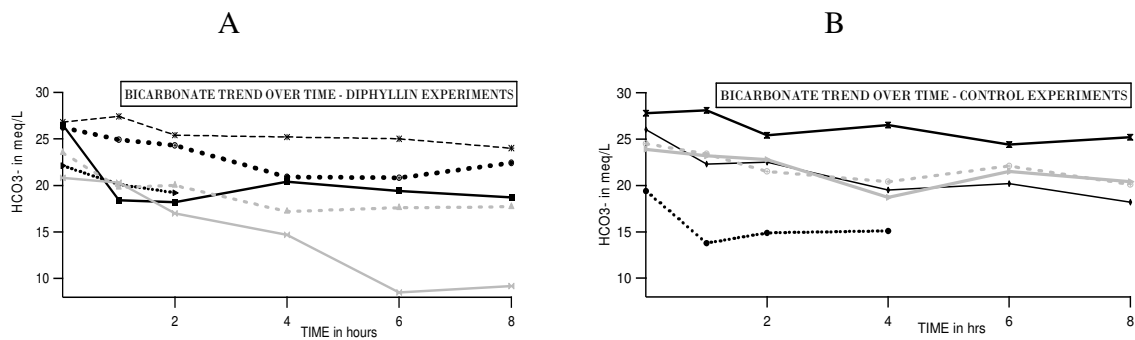 A
BICARBONATE TREND OVER TIME - DIPHYLLIN EXPERIMENTS
HCO3- in meq/L
30
25
20
15
10
2
4
6
8
TIME in hours
B
BICARBONATE TREND OVER TIME - CONTROL EXPERIMENTS
HCO3- in meq/L
30
25
20
15
10
2
4
6
8
TIME in hrs